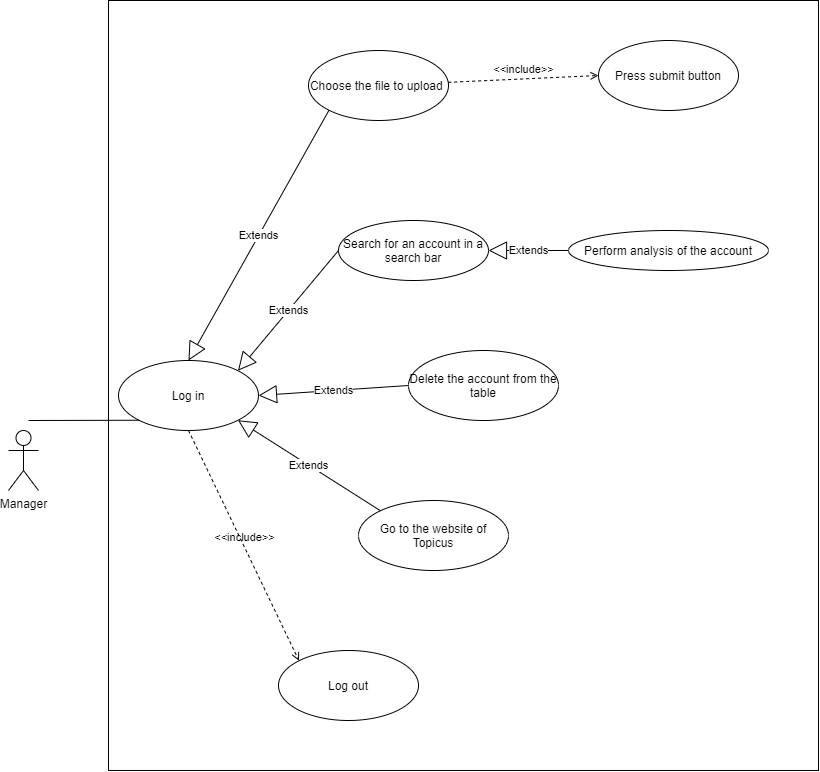 <<include>>
Choose the file to upload
Press submit button
Extends
Search for an account in a
search bar
Extends
Perform analysis of the account
Extends
Log in
Extends
Delete the account from the
table
Extends
Manager
Go to the website of
Topicus
<<include>>
Log out